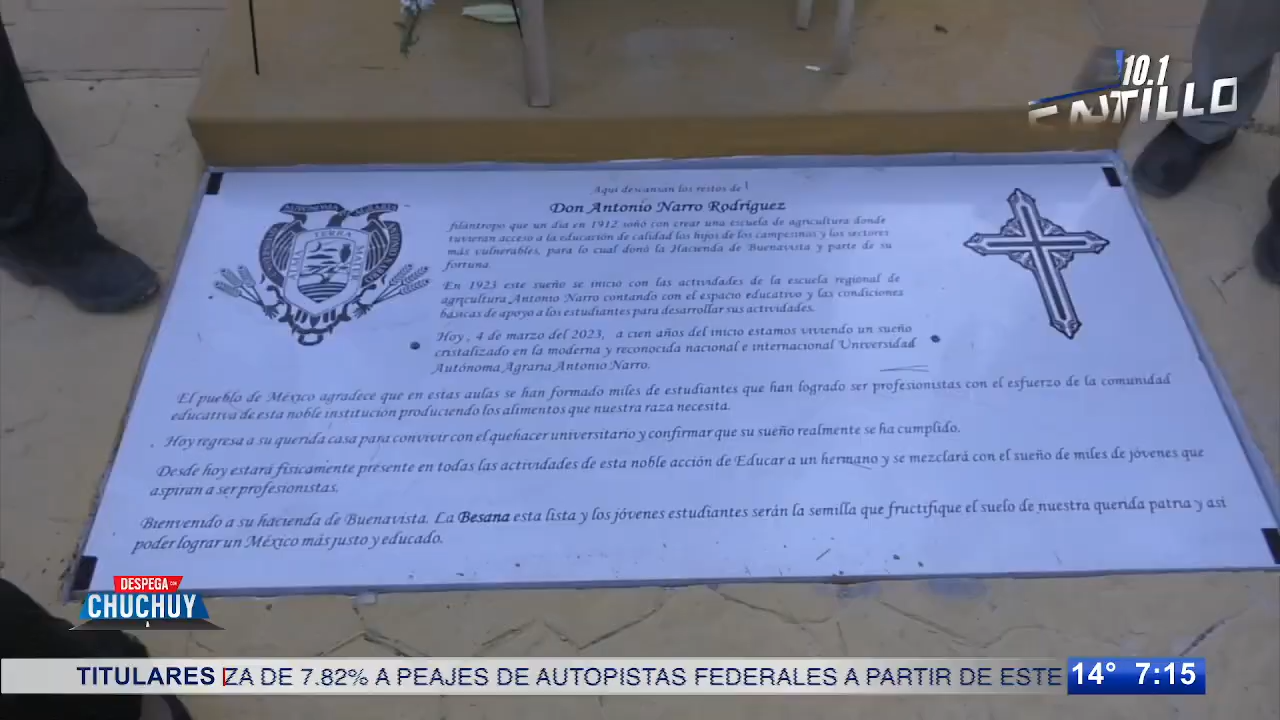 10.1
Aquí descansan los restos de
Don Antonio Narro Rodríguez
filántropo que un día en 1912 soñó con crear una escuela de agricultura donde
tuvieran acceso a la educación de calidad los hijos de los campesinos y los sectores
más vulnerables, para lo cual donó la Hacienda de Buenavista y parte de su
fortuna.
En 1923 este sueño se inició con las actividades de la escuela regional de
agricultura Antonio Narro contando con el espacio educativo y las condiciones
básicas de apoyo a los estudiantes para desarrollar sus actividades.
Hoy, 4 de marzo del 2023, a cien años del inicio estamos viviendo un sueño
cristalizado en la moderna y reconocida nacional e internacional Universidad
Autónoma Agraria Antonio Narro.
El pueblo de México agradece que en estas aulas se han formado miles de estudiantes que han logrado ser profesionistas con el esfuerzo de la comunidad
educativa de esta noble institución produciendo los alimentos que nuestra raza necesita.
Hoy regresa a su querida casa para convivir con el quehacer universitario y confirmar que su sueño realmente se ha cumplido.
Desde hoy estará físicamente presente en todas las actividades de esta noble acción de Educar a un hermano y se mezclará con el sueño de miles de jóvenes que
aspiran a ser profesionistas.
Bienvenido a su hacienda de Buenavista. La Besana esta lista y los jóvenes estudiantes serán la semilla que fructifique el suelo de nuestra querida patria y así
poder lograr un México más justo y educado.
TERRA
DESPEGA CON
CHUCHUY
TITULARES ZA DE 7.82% A PEAJES DE AUTOPISTAS FEDERALES A PARTIR DE ESTE 14° 7:15